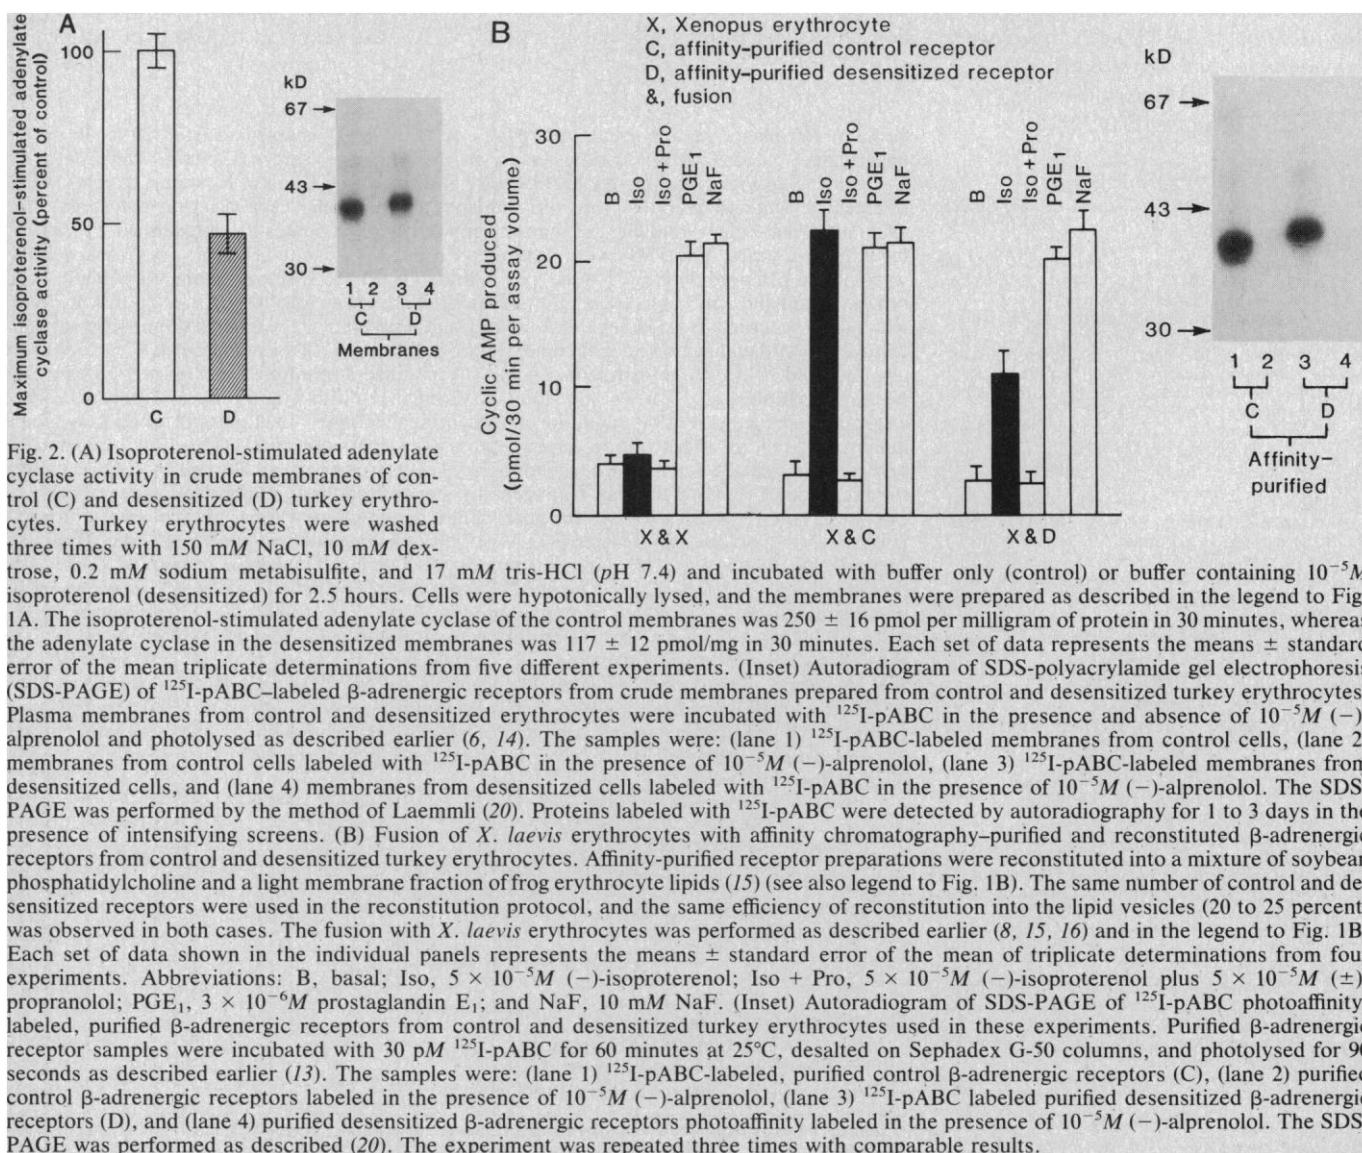 A
Maximum isoproterenol-stimulated adenylate
cyclase activity (percent of control)
100
50
0
C
D
kD
67
43
30
1 2 3 4
C D
Membranes
B
X, Xenopus erythrocyte
C, affinity-purified control receptor
D, affinity-purified desensitized receptor
&, fusion
Cyclic AMP produced
(pmol/30 min per assay volume)
30
20
10
0
B
Iso
Iso + Pro
PGE₁
NaF
B
Iso
Iso + Pro
PGE₁
NaF
B
Iso
Iso + Pro
PGE₁
NaF
X & X
X & C
X & D
kD
67
43
30
1 2 3 4
C D
Affinity-
purified
Fig. 2. (A) Isoproterenol-stimulated adenylate
cyclase activity in crude membranes of con-
trol (C) and desensitized (D) turkey erythro-
cytes. Turkey erythrocytes were washed
three times with 150 mM NaCl, 10 mM dex-
trose, 0.2 mM sodium metabisulfite, and 17 mM tris-HCl (pH 7.4) and incubated with buffer only (control) or buffer containing 10⁻⁵M
isoproterenol (desensitized) for 2.5 hours. Cells were hypotonically lysed, and the membranes were prepared as described in the legend to Fig.
1A. The isoproterenol-stimulated adenylate cyclase of the control membranes was 250 ± 16 pmol per milligram of protein in 30 minutes, whereas
the adenylate cyclase in the desensitized membranes was 117 ± 12 pmol/mg in 30 minutes. Each set of data represents the means ± standard
error of the mean triplicate determinations from five different experiments. (Inset) Autoradiogram of SDS-polyacrylamide gel electrophoresis
(SDS-PAGE) of ¹²⁵I-pABC–labeled β-adrenergic receptors from crude membranes prepared from control and desensitized turkey erythrocytes
Plasma membranes from control and desensitized erythrocytes were incubated with ¹²⁵I-pABC in the presence and absence of 10⁻⁵M (−)
alprenolol and photolysed as described earlier (6, 14). The samples were: (lane 1) ¹²⁵I-pABC-labeled membranes from control cells, (lane 2)
membranes from control cells labeled with ¹²⁵I-pABC in the presence of 10⁻⁵M (−)-alprenolol, (lane 3) ¹²⁵I-pABC-labeled membranes from
desensitized cells, and (lane 4) membranes from desensitized cells labeled with ¹²⁵I-pABC in the presence of 10⁻⁵M (−)-alprenolol. The SDS-
PAGE was performed by the method of Laemmli (20). Proteins labeled with ¹²⁵I-pABC were detected by autoradiography for 1 to 3 days in the
presence of intensifying screens. (B) Fusion of X. laevis erythrocytes with affinity chromatography–purified and reconstituted β-adrenergic
receptors from control and desensitized turkey erythrocytes. Affinity-purified receptor preparations were reconstituted into a mixture of soybean
phosphatidylcholine and a light membrane fraction of frog erythrocyte lipids (15) (see also legend to Fig. 1B). The same number of control and de-
sensitized receptors were used in the reconstitution protocol, and the same efficiency of reconstitution into the lipid vesicles (20 to 25 percent)
was observed in both cases. The fusion with X. laevis erythrocytes was performed as described earlier (8, 15, 16) and in the legend to Fig. 1B
Each set of data shown in the individual panels represents the means ± standard error of the mean of triplicate determinations from four
experiments. Abbreviations: B, basal; Iso, 5 × 10⁻⁵M (−)-isoproterenol; Iso + Pro, 5 × 10⁻⁵M (−)-isoproterenol plus 5 × 10⁻⁵M (±)
propranolol; PGE₁, 3 × 10⁻⁶M prostaglandin E₁; and NaF, 10 mM NaF. (Inset) Autoradiogram of SDS-PAGE of ¹²⁵I-pABC photoaffinity
labeled, purified β-adrenergic receptors from control and desensitized turkey erythrocytes used in these experiments. Purified β-adrenergic
receptor samples were incubated with 30 pM ¹²⁵I-pABC for 60 minutes at 25°C, desalted on Sephadex G-50 columns, and photolysed for 90
seconds as described earlier (13). The samples were: (lane 1) ¹²⁵I-pABC-labeled, purified control β-adrenergic receptors (C), (lane 2) purified
control β-adrenergic receptors labeled in the presence of 10⁻⁵M (−)-alprenolol, (lane 3) ¹²⁵I-pABC labeled purified desensitized β-adrenergic
receptors (D), and (lane 4) purified desensitized β-adrenergic receptors photoaffinity labeled in the presence of 10⁻⁵M (−)-alprenolol. The SDS-
PAGE was performed as described (20). The experiment was repeated three times with comparable results.